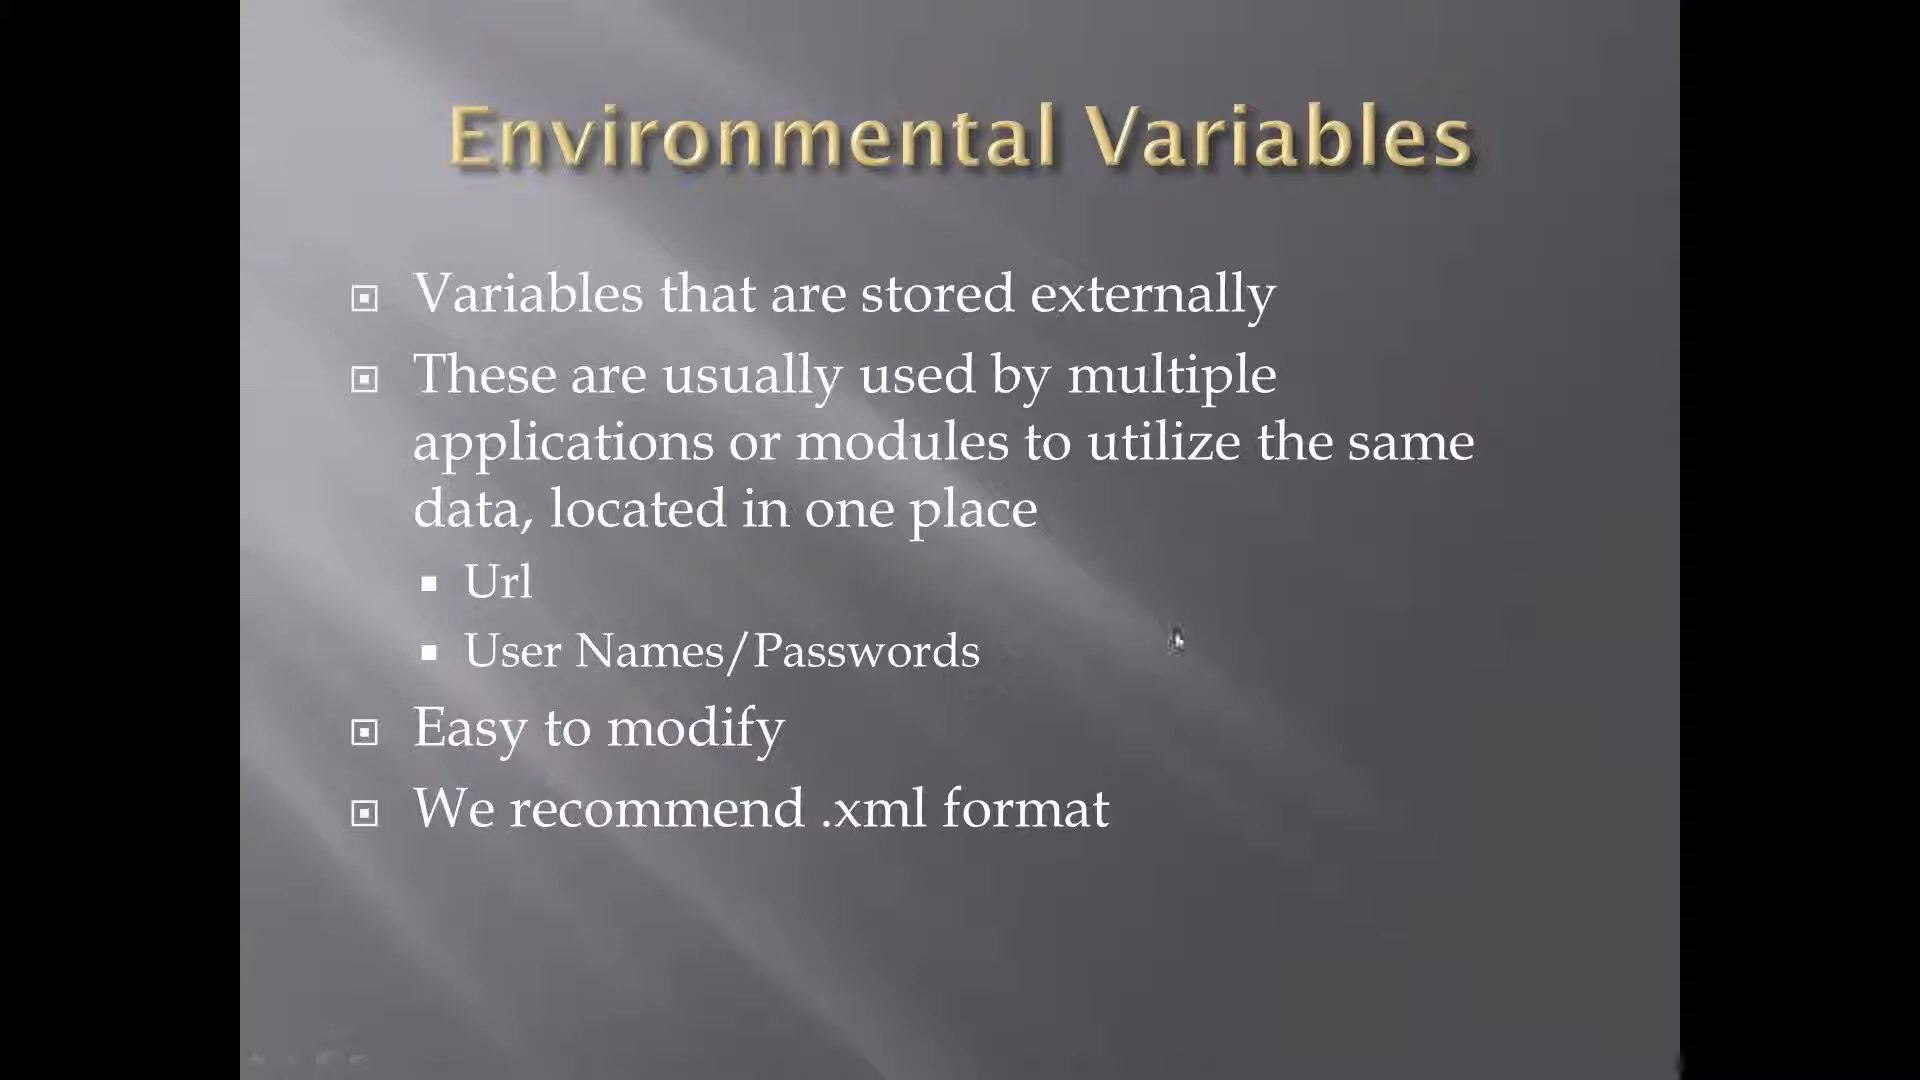 Environmental Variables
Variables that are stored externally
These are usually used by multiple
applications or modules to utilize the same
data, located in one place
Url
User Names/Passwords
Easy to modify
We recommend .xml format